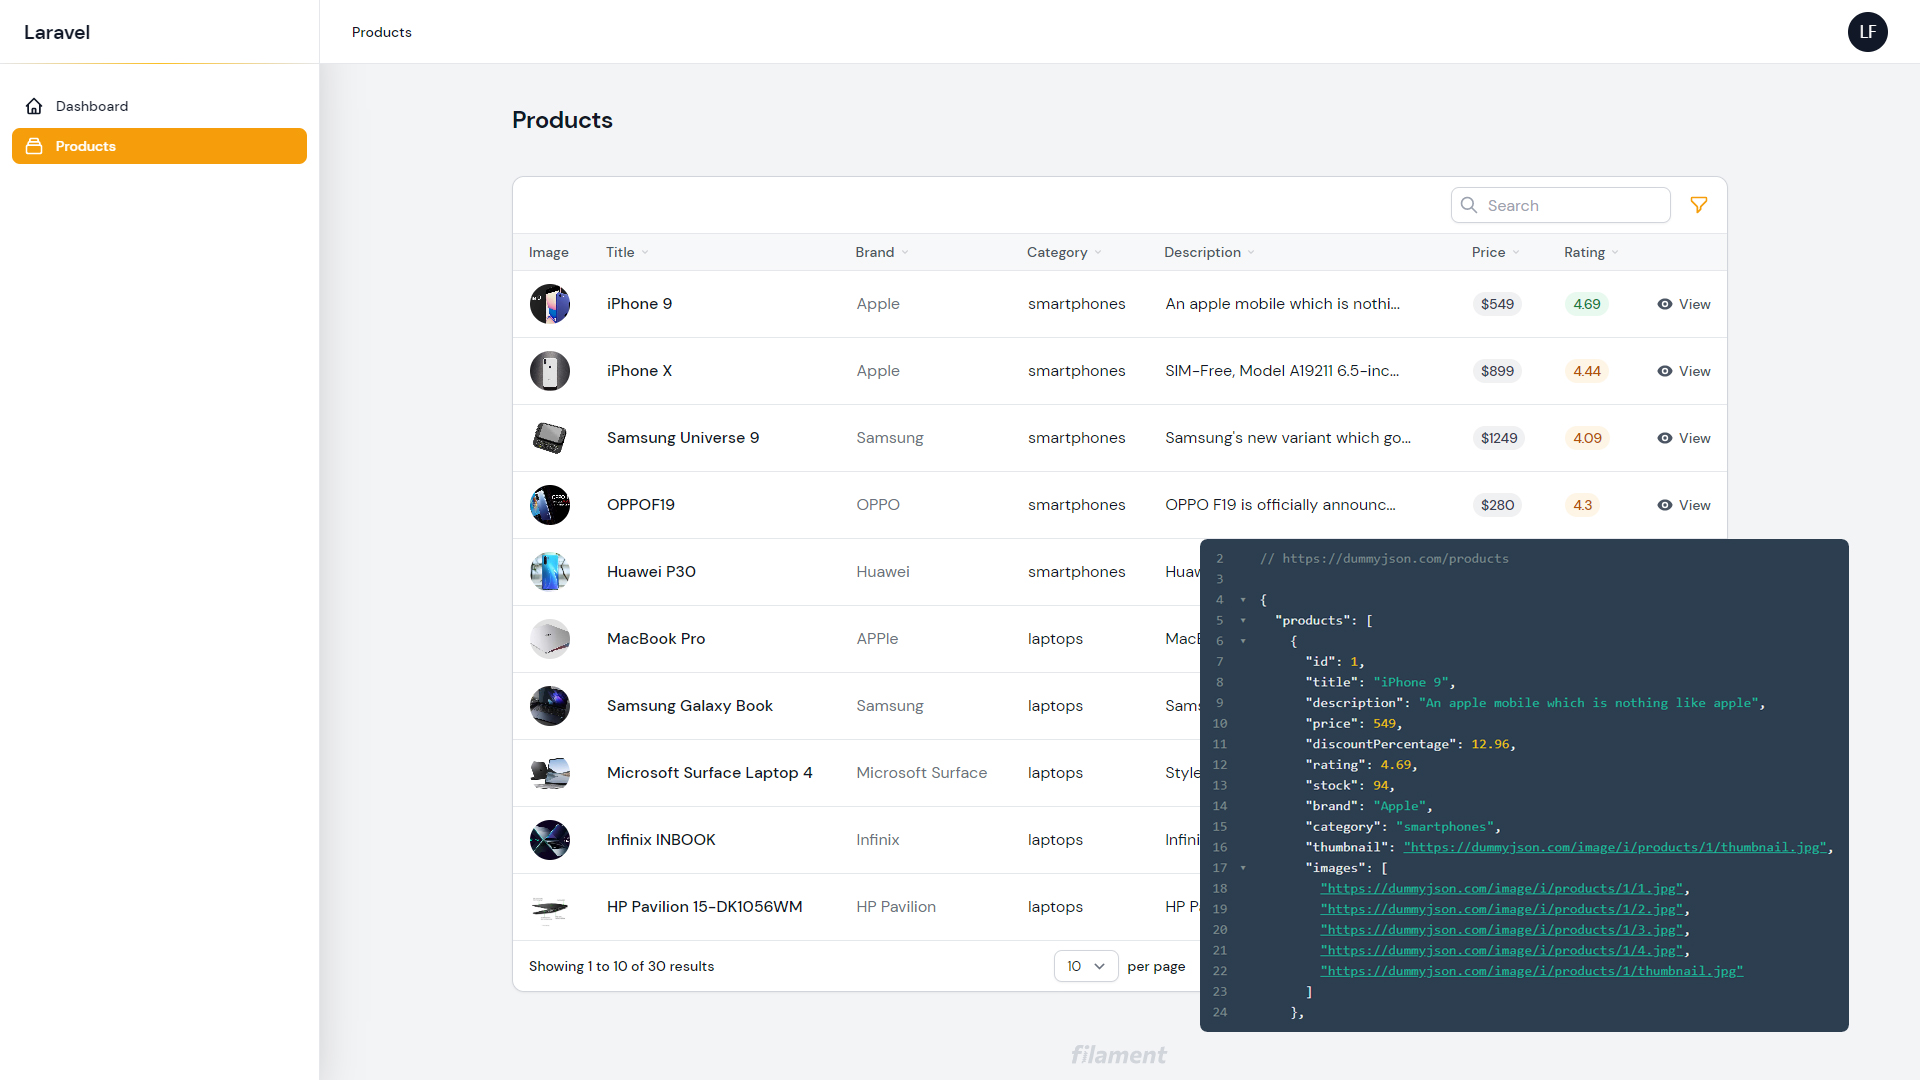 Laravel
Products
LF
Dashboard
Products
Products
Search
Image Title Brand Category Description Price Rating
iPhone 9 Apple smartphones An apple mobile which is nothi... $549 4.69 View
iPhone X Apple smartphones SIM-Free, Model A19211 6.5-inc... $899 4.44 View
Samsung Universe 9 Samsung smartphones Samsung's new variant which go... $1249 4.09 View
OPPOF19 OPPO smartphones OPPO F19 is officially announc... $280 4.3 View
Huawei P30 Huawei smartphones Huaw
MacBook Pro APPle laptops MacB
Samsung Galaxy Book Samsung laptops Sams
Microsoft Surface Laptop 4 Microsoft Surface laptops Style
Infinix INBOOK Infinix laptops Infini
HP Pavilion 15-DK1056WM HP Pavilion laptops HP P
Showing 1 to 10 of 30 results 10 per page
2 // https://dummyjson.com/products
3
4 {
5 "products": [
6 {
7 "id": 1,
8 "title": "iPhone 9",
9 "description": "An apple mobile which is nothing like apple",
10 "price": 549,
11 "discountPercentage": 12.96,
12 "rating": 4.69,
13 "stock": 94,
14 "brand": "Apple",
15 "category": "smartphones",
16 "thumbnail": "https://dummyjson.com/image/i/products/1/thumbnail.jpg",
17 "images": [
18 "https://dummyjson.com/image/i/products/1/1.jpg",
19 "https://dummyjson.com/image/i/products/1/2.jpg",
20 "https://dummyjson.com/image/i/products/1/3.jpg",
21 "https://dummyjson.com/image/i/products/1/4.jpg",
22 "https://dummyjson.com/image/i/products/1/thumbnail.jpg"
23 ]
24 },
filament